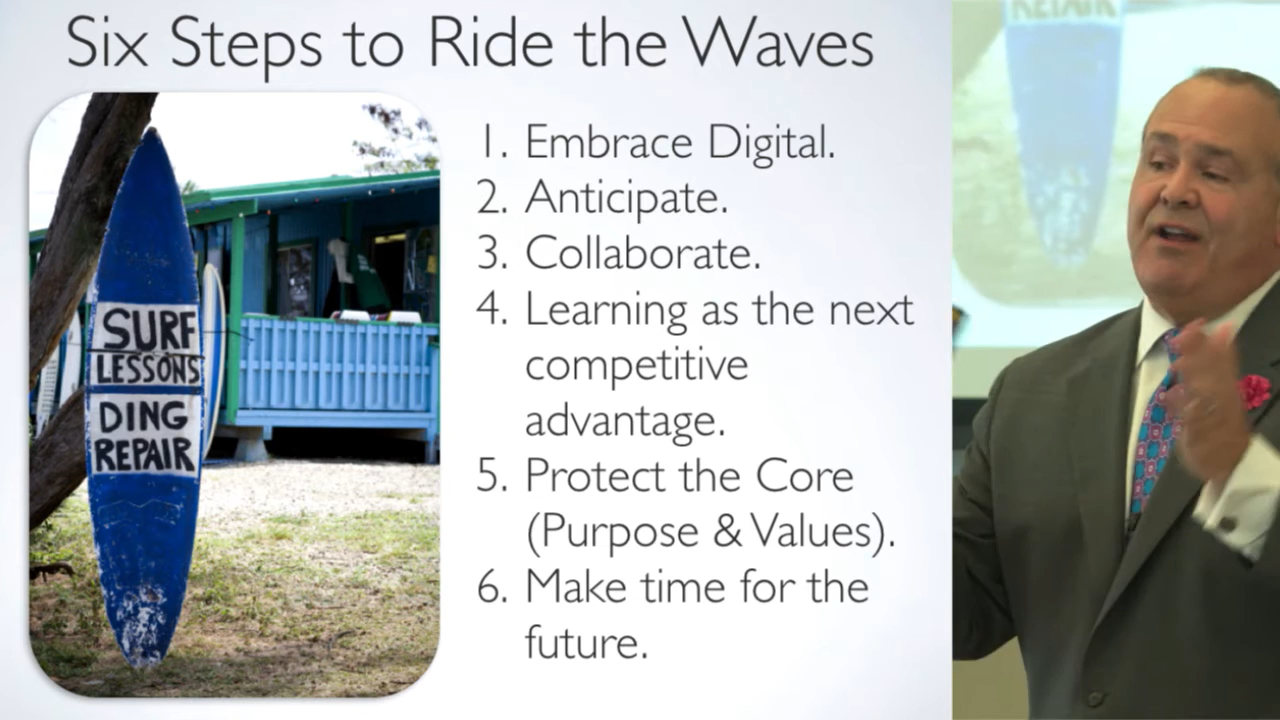 Six Steps to Ride the Waves
SURF
LESSONS
DING
REPAIR
1. Embrace Digital.
2. Anticipate.
3. Collaborate.
4. Learning as the next
competitive
advantage.
5. Protect the Core
(Purpose & Values).
6. Make time for the
future.
REPAIR